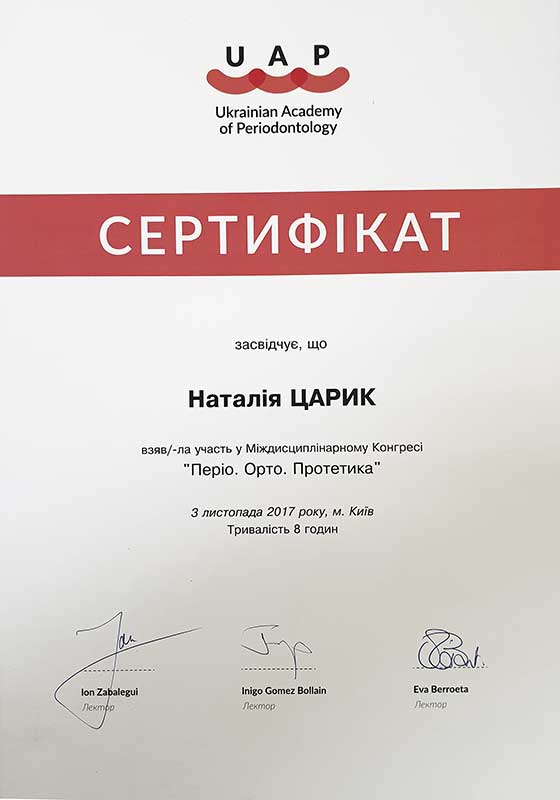 UAP
Ukrainian Academy
of Periodontology
СЕРТИФІКАТ
засвідчує, що
Наталія ЦАРИК
взяв/-ла участь у Міждисциплінарному Конгресі
"Періо. Орто. Протетика"
3 листопада 2017 року, м. Київ
Тривалість 8 годин
Ion Zabalegui
Лектор
Inigo Gomez Bollain
Лектор
Eva Berroeta
Лектор